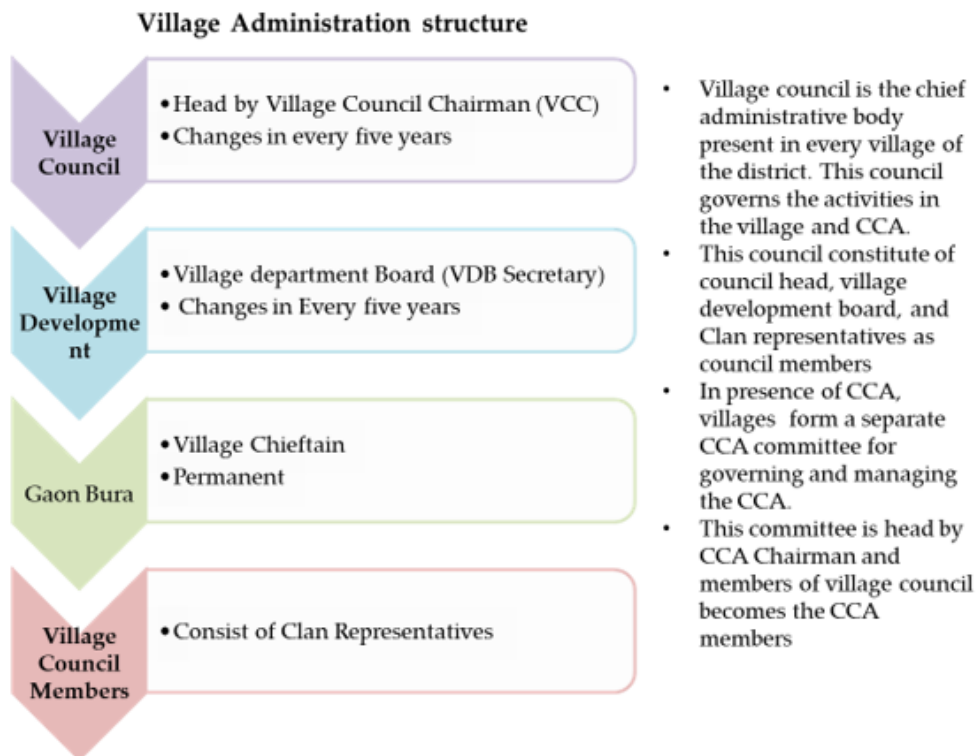 Village Administration structure
Village
Council
•Head by Village Council Chairman (VCC)
•Changes in every five years
Village
Developme
nt
•Village department Board (VDB Secretary)
• Changes in Every five years
Gaon Bura
•Village Chieftain
•Permanent
Village
Council
Members
•Consist of Clan Representatives
• Village council is the chief
administrative body
present in every village of
the district. This council
governs the activities in
the village and CCA.
• This council constitute of
council head, village
development board, and
Clan representatives as
council members
• In presence of CCA,
villages form a separate
CCA committee for
governing and managing
the CCA.
• This committee is head by
CCA Chairman and
members of village council
becomes the CCA
members